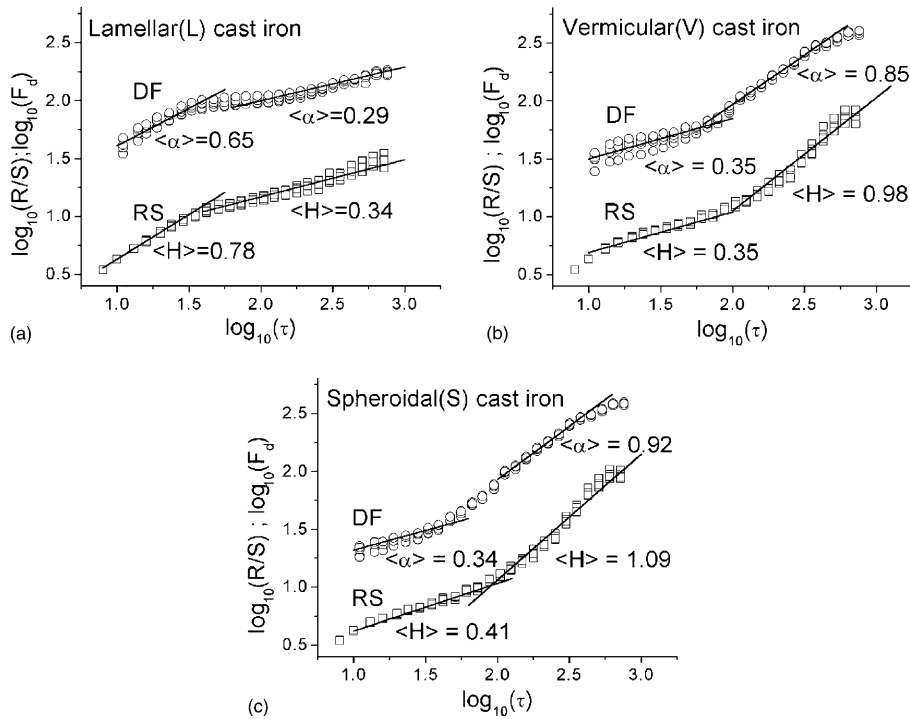 Lamellar(L) cast iron
log₁₀(R/S);log₁₀(F_d)
2.5
2.0
1.5
1.0
0.5
DF
<α>=0.65
<α>=0.29
RS
<H>=0.78
<H>=0.34
1.0 1.5 2.0 2.5 3.0
log₁₀(τ)
(a)
Vermicular(V) cast iron
log₁₀(R/S) ; log₁₀(F_d)
2.5
2.0
1.5
1.0
0.5
DF
<α> = 0.85
<α> = 0.35
RS
<H> = 0.98
<H> = 0.35
1.0 1.5 2.0 2.5 3.0
log₁₀(τ)
(b)
Spheroidal(S) cast iron
log₁₀(R/S) ; log₁₀(F_d)
2.5
2.0
1.5
1.0
0.5
<α> = 0.92
DF
<α> = 0.34
<H> = 1.09
RS
<H> = 0.41
1.0 1.5 2.0 2.5 3.0
log₁₀(τ)
(c)